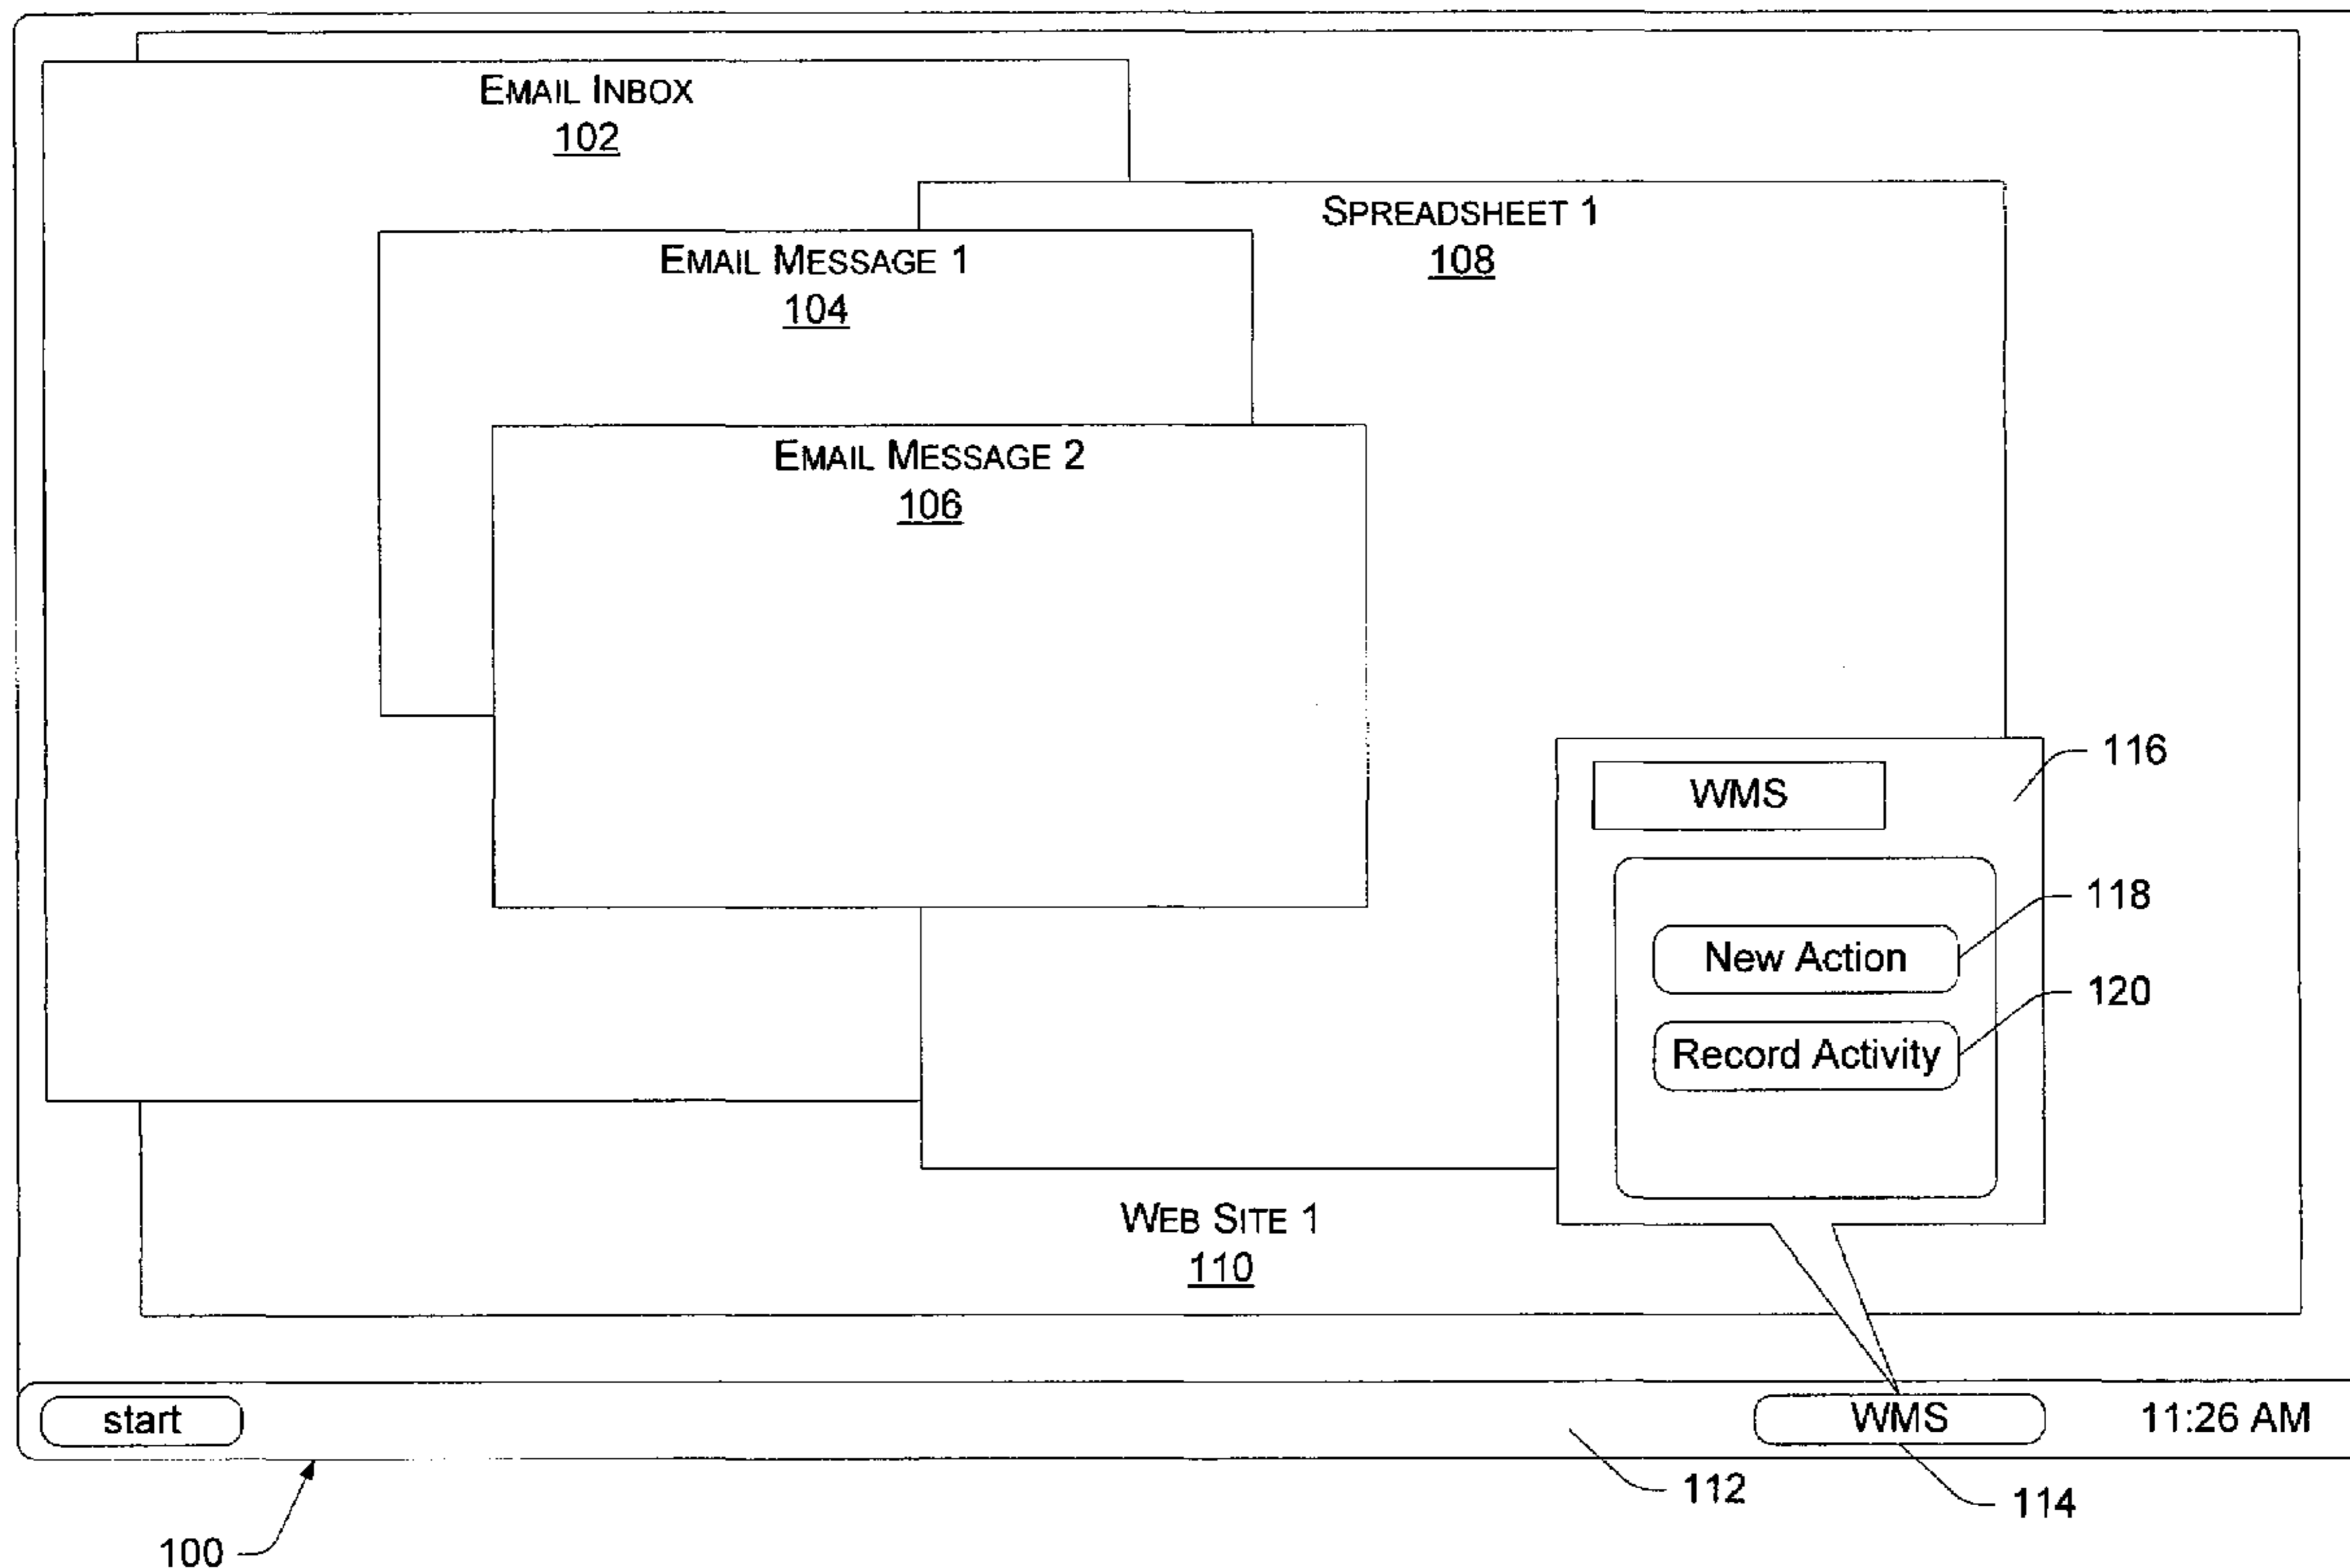 EMAIL INBOX
102
SPREADSHEET 1
108
EMAIL MESSAGE 1
104
EMAIL MESSAGE 2
106
116
WMS
118
New Action
120
Record Activity
WEB SITE 1
110
start
WMS
11:26 AM
112
114
100